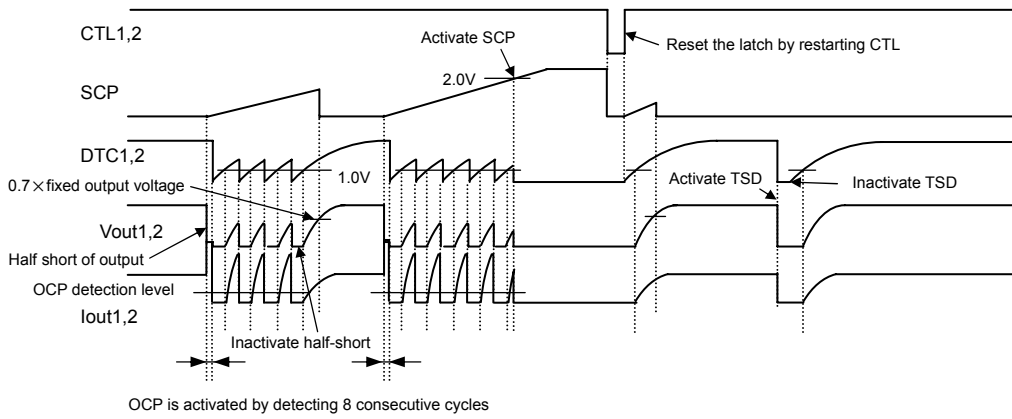 CTL1,2
Activate SCP
Reset the latch by restarting CTL
2.0V
SCP
DTC1,2
1.0V
0.7×fixed output voltage
Activate TSD
Inactivate TSD
Vout1,2
Half short of output
OCP detection level
Iout1,2
Inactivate half-short
OCP is activated by detecting 8 consecutive cycles